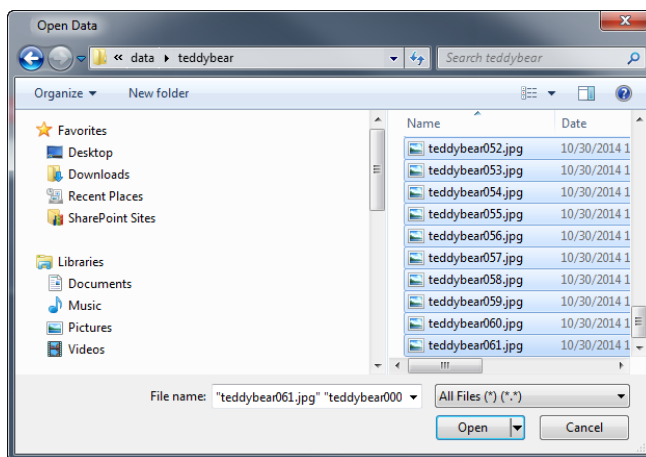 Open Data
« data ▸ teddybear
Search teddybear
Organize
New folder
Name
Date
Favorites
Desktop
Downloads
Recent Places
SharePoint Sites
Libraries
Documents
Music
Pictures
Videos
teddybear052.jpg 10/30/2014 1
teddybear053.jpg 10/30/2014 1
teddybear054.jpg 10/30/2014 1
teddybear055.jpg 10/30/2014 1
teddybear056.jpg 10/30/2014 1
teddybear057.jpg 10/30/2014 1
teddybear058.jpg 10/30/2014 1
teddybear059.jpg 10/30/2014 1
teddybear060.jpg 10/30/2014 1
teddybear061.jpg 10/30/2014 1
File name: "teddybear061.jpg" "teddybear000
All Files (*) (*.*)
Open
Cancel